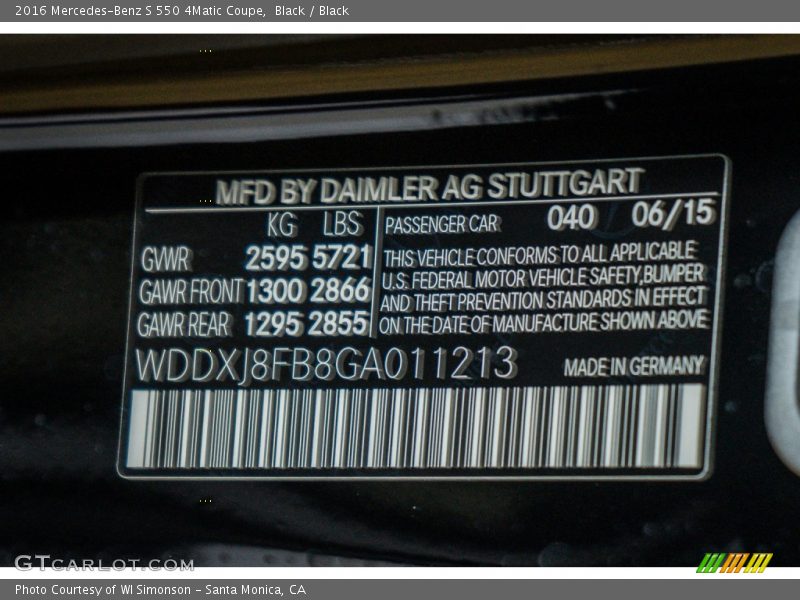 2016 Mercedes-Benz S 550 4Matic Coupe,  Black / Black
MFD BY DAIMLER AG STUTTGART
KG LBS PASSENGER CAR 040 06/15
GVWR 2595 5721 THIS VEHICLE CONFORMS TO ALL APPLICABLE
GAWR FRONT 1300 2866 U.S. FEDERAL MOTOR VEHICLE SAFETY, BUMPER
AND THEFT PREVENTION STANDARDS IN EFFECT
GAWR REAR 1295 2855 ON THE DATE OF MANUFACTURE SHOWN ABOVE
WDDXJ8FB8GA011213 MADE IN GERMANY
GTCARLOT.COM
Photo Courtesy of WI Simonson - Santa Monica, CA